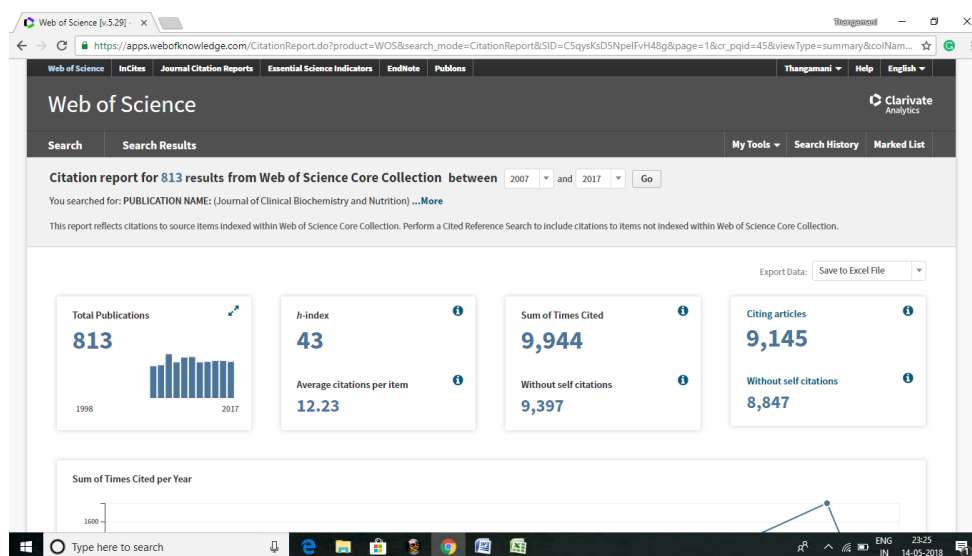 Web of Science [v.5.29] -
Thangamani
https://apps.webofknowledge.com/CitationReport.do?product=WOS&search_mode=CitationReport&SID=C5qysKsD5NpeIFvH48g&page=1&cr_pqid=45&viewType=summary&colNam...
Web of Science InCites Journal Citation Reports Essential Science Indicators EndNote Publons Thangamani Help English
Web of Science
Clarivate
Analytics
Search Search Results My Tools Search History Marked List
Citation report for 813 results from Web of Science Core Collection between 2007 and 2017 Go
You searched for: PUBLICATION NAME: (Journal of Clinical Biochemistry and Nutrition) ...More
This report reflects citations to source items indexed within Web of Science Core Collection. Perform a Cited Reference Search to include citations to items not indexed within Web of Science Core Collection.
Export Data: Save to Excel File
Total Publications
813
1998 2017
h-index
43
Average citations per item
12.23
Sum of Times Cited
9,944
Without self citations
9,397
Citing articles
9,145
Without self citations
8,847
Sum of Times Cited per Year
1600
Type here to search
ENG
IN
23:25
14-05-2018